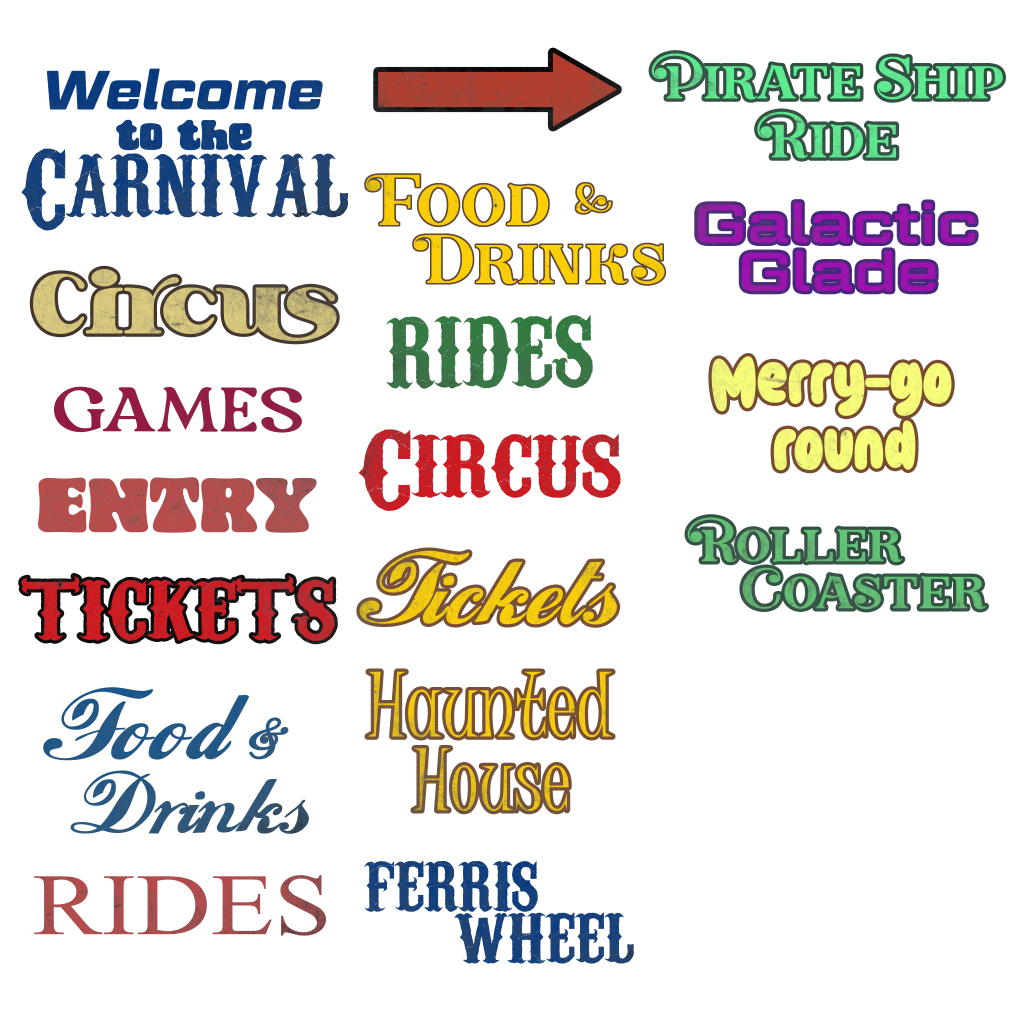 Welcome
to the
CARNIVAL
Circus
GAMES
ENTRY
TICKETS
Food &
Drinks
RIDES
FOOD &
DRINKS
RIDES
CIRCUS
Tickets
Haunted
House
FERRIS
WHEEL
PIRATE SHIP
RIDE
Galactic
Glade
Merry-go
round
ROLLER
COASTER